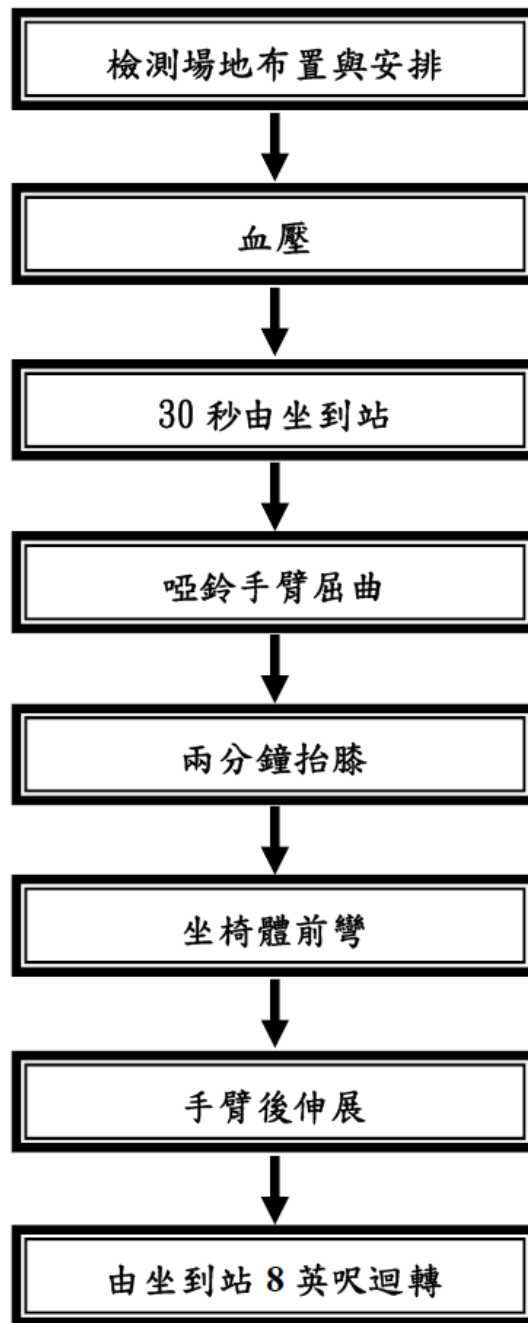 檢測場地布置與安排
血壓
30 秒由坐到站
啞鈴手臂屈曲
兩分鐘抬膝
坐椅體前彎
手臂後伸展
由坐到站 8 英呎迴轉